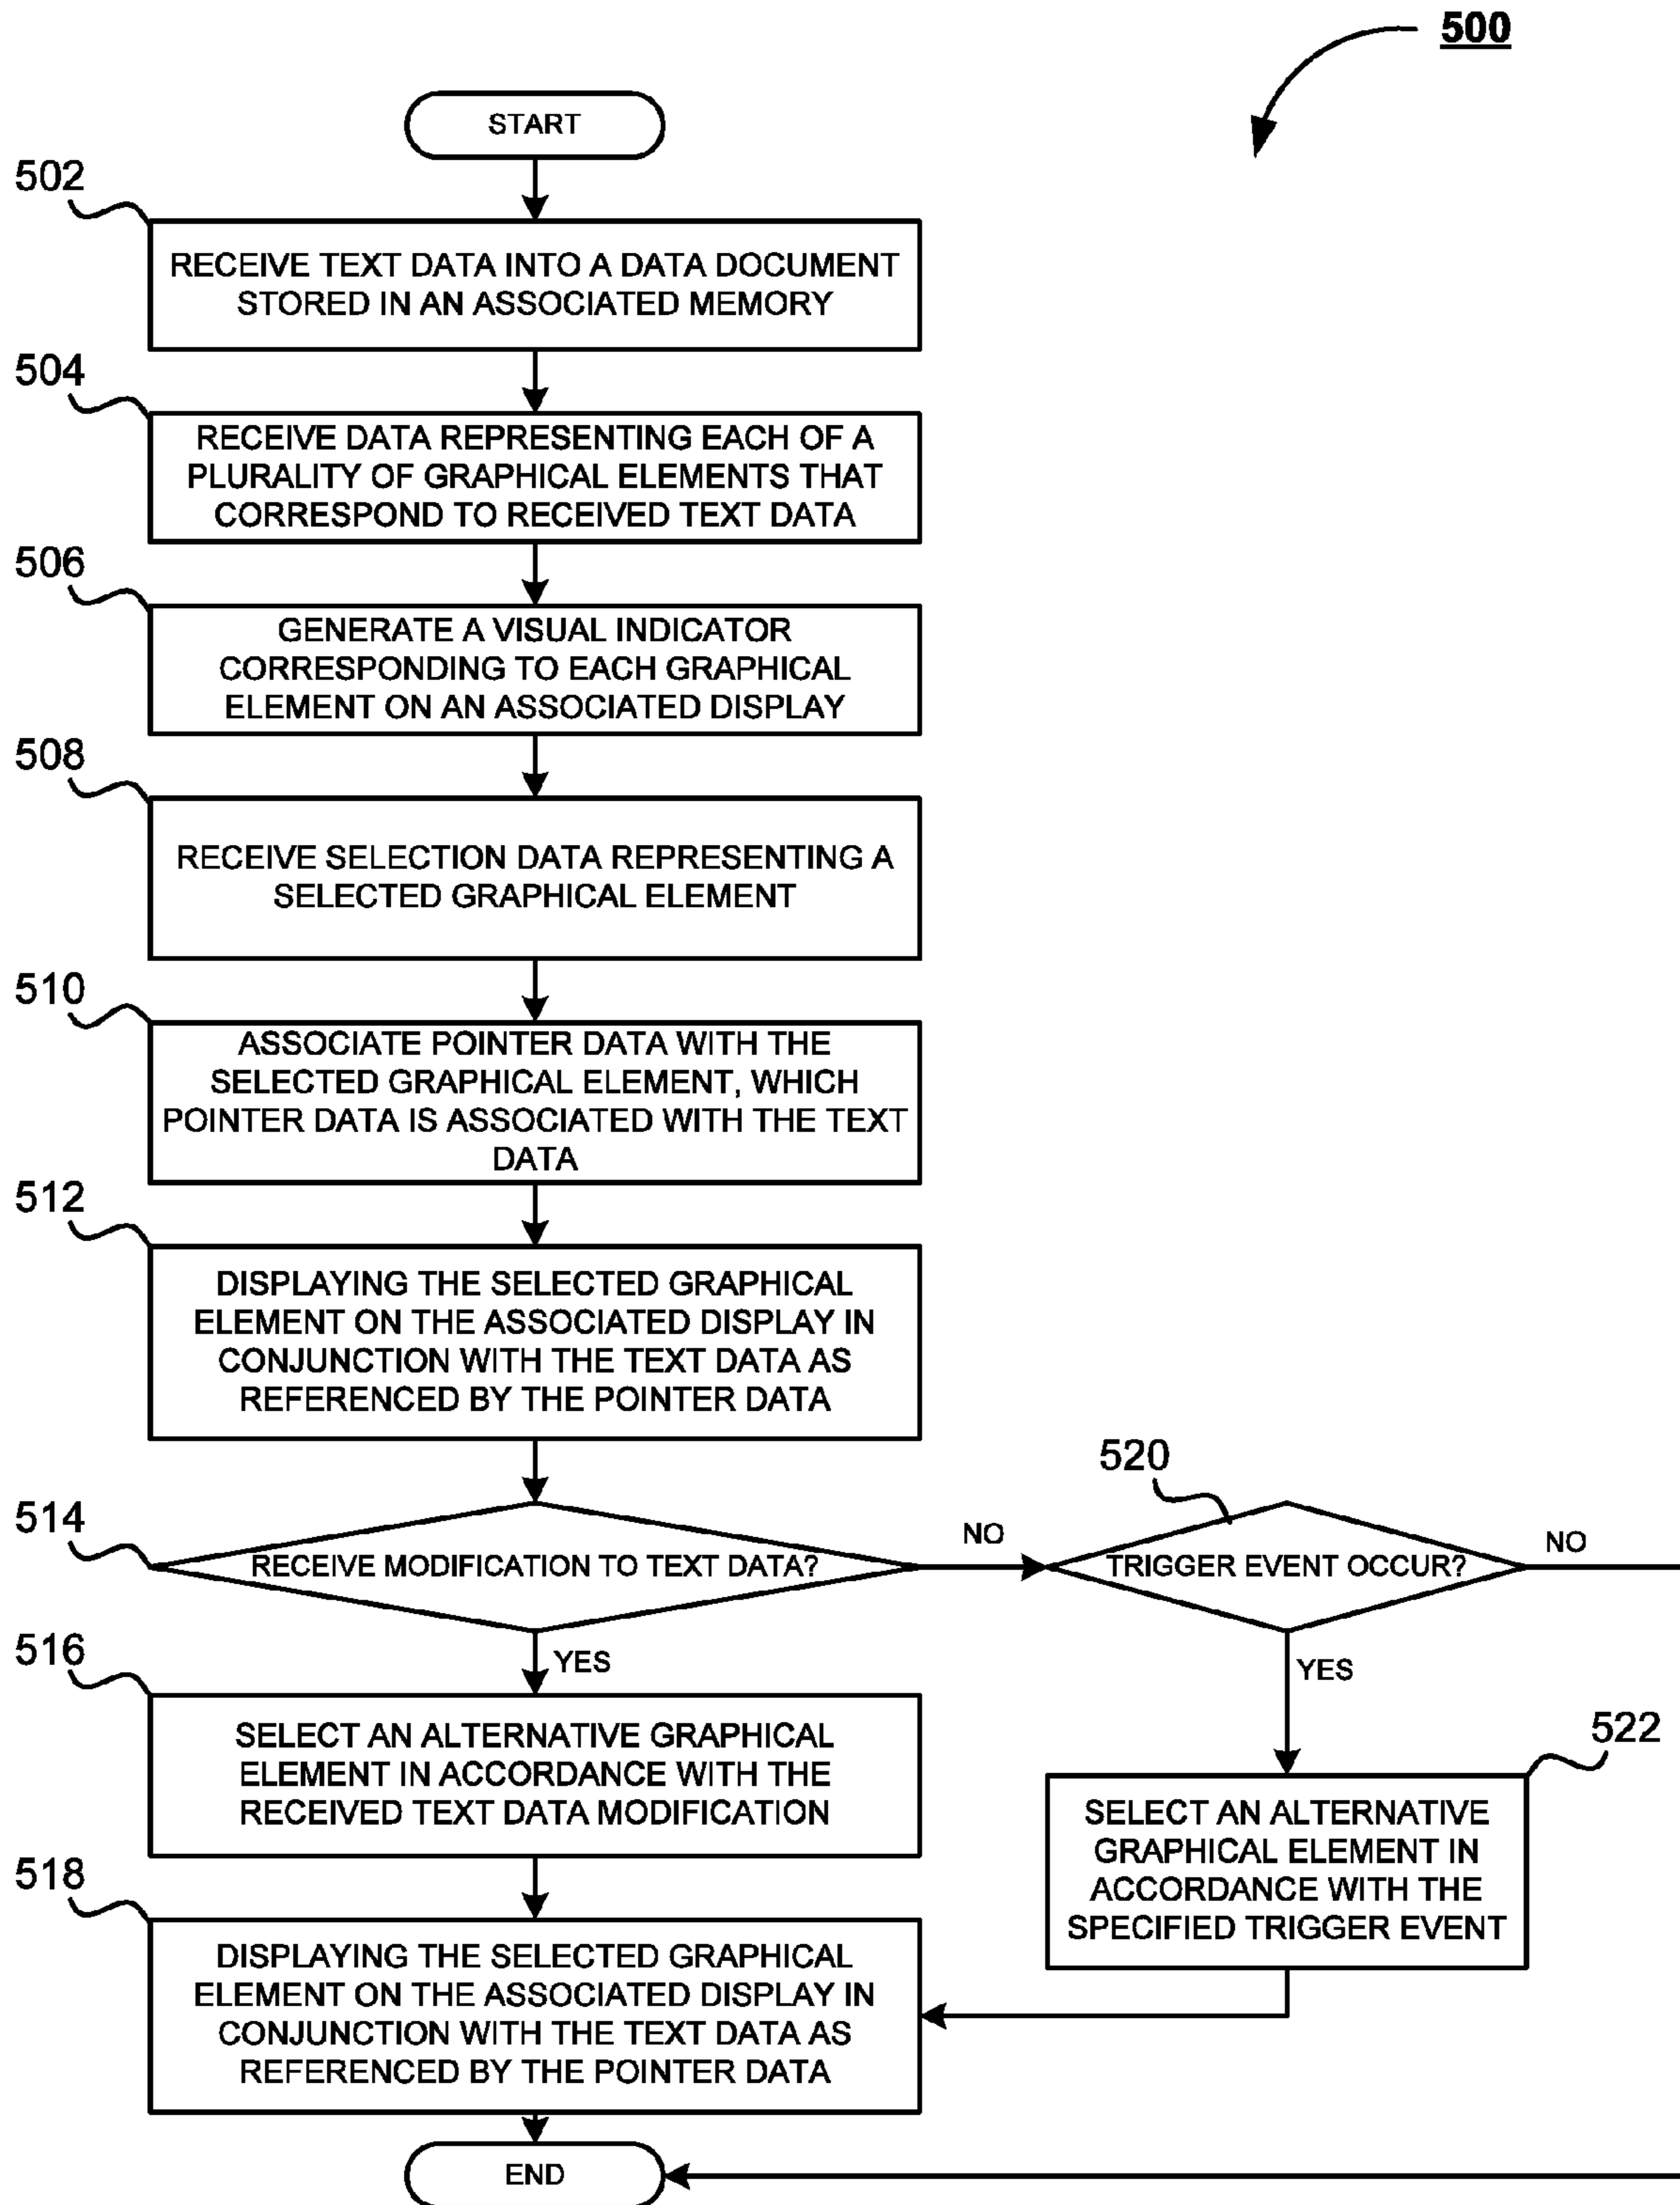 500
START
502
RECEIVE TEXT DATA INTO A DATA DOCUMENT
STORED IN AN ASSOCIATED MEMORY
504
RECEIVE DATA REPRESENTING EACH OF A
PLURALITY OF GRAPHICAL ELEMENTS THAT
CORRESPOND TO RECEIVED TEXT DATA
506
GENERATE A VISUAL INDICATOR
CORRESPONDING TO EACH GRAPHICAL
ELEMENT ON AN ASSOCIATED DISPLAY
508
RECEIVE SELECTION DATA REPRESENTING A
SELECTED GRAPHICAL ELEMENT
510
ASSOCIATE POINTER DATA WITH THE
SELECTED GRAPHICAL ELEMENT, WHICH
POINTER DATA IS ASSOCIATED WITH THE TEXT
DATA
512
DISPLAYING THE SELECTED GRAPHICAL
ELEMENT ON THE ASSOCIATED DISPLAY IN
CONJUNCTION WITH THE TEXT DATA AS
REFERENCED BY THE POINTER DATA
514
RECEIVE MODIFICATION TO TEXT DATA?
NO
520
TRIGGER EVENT OCCUR?
NO
YES
516
SELECT AN ALTERNATIVE GRAPHICAL
ELEMENT IN ACCORDANCE WITH THE
RECEIVED TEXT DATA MODIFICATION
YES
522
SELECT AN ALTERNATIVE
GRAPHICAL ELEMENT IN
ACCORDANCE WITH THE
SPECIFIED TRIGGER EVENT
518
DISPLAYING THE SELECTED GRAPHICAL
ELEMENT ON THE ASSOCIATED DISPLAY IN
CONJUNCTION WITH THE TEXT DATA AS
REFERENCED BY THE POINTER DATA
END